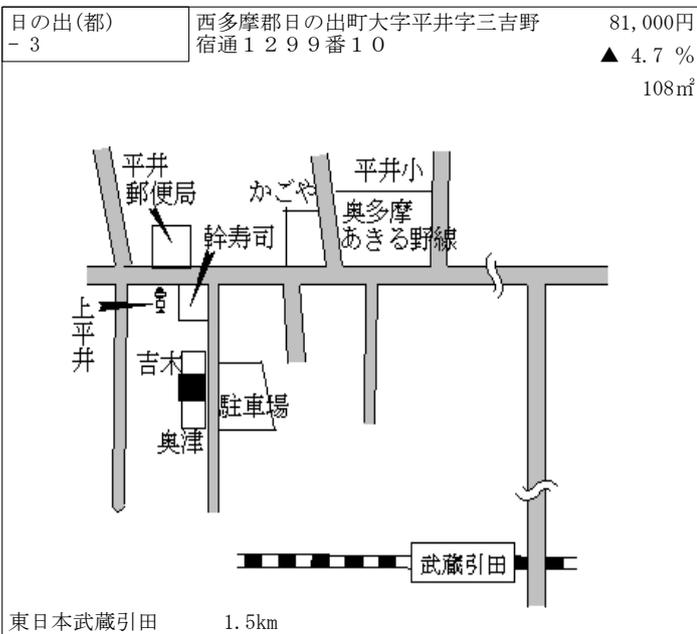 日の出(都)
－３
西多摩郡日の出町大字平井字三吉野
宿通１２９９番１０
81,000円
▲ 4.7 %
108㎡
平井
郵便局
かごや
平井小
奥多摩
あきる野線
幹寿司
上平井
吉木
駐車場
奥津
武蔵引田
東日本武蔵引田 1.5km